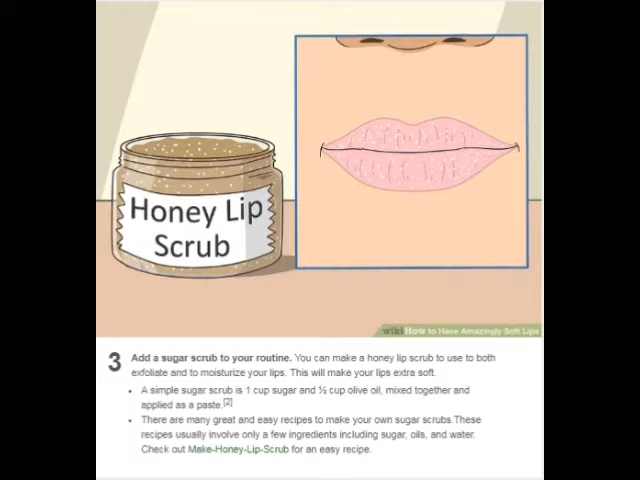 Honey Lip
Scrub
wikiHow to Have Amazingly Soft Lips
3 Add a sugar scrub to your routine. You can make a honey lip scrub to use to both
exfoliate and to moisturize your lips. This will make your lips extra soft.
• A simple sugar scrub is 1 cup sugar and ½ cup olive oil, mixed together and
applied as a paste.[2]
• There are many great and easy recipes to make your own sugar scrubs.These
recipes usually involve only a few ingredients including sugar, oils, and water.
Check out Make-Honey-Lip-Scrub for an easy recipe.